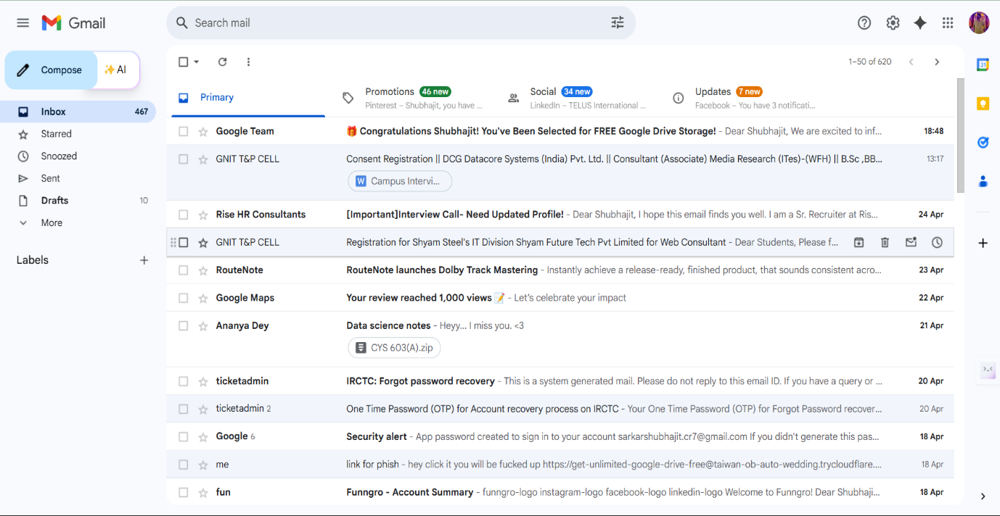 Gmail
Search mail
Compose
AI
1–50 of 620
Primary
Promotions 46 new
Pinterest – Shubhajit, you have ...
Social 34 new
LinkedIn – TELUS International ...
Updates 7 new
Facebook – You have 3 notificati...
Inbox 467
Starred
Snoozed
Sent
Drafts 10
More
Labels
Google Team 🎁 Congratulations Shubhajit! You've Been Selected for FREE Google Drive Storage! - Dear Shubhajit, We are excited to inf... 18:48
GNIT T&P CELL Consent Registration || DCG Datacore Systems (India) Pvt. Ltd. || Consultant (Associate) Media Research (ITes)-(WFH) || B.Sc ,BB... 13:17
W Campus Intervi...
Rise HR Consultants [Important]Interview Call- Need Updated Profile! - Dear Shubhajit, I hope this email finds you well. I am a Sr. Recruiter at Ris... 24 Apr
GNIT T&P CELL Registration for Shyam Steel's IT Division Shyam Future Tech Pvt Limited for Web Consultant - Dear Students, Please f...
RouteNote RouteNote launches Dolby Track Mastering - Instantly achieve a release-ready, finished product, that sounds consistent acro... 23 Apr
Google Maps Your review reached 1,000 views 📝 - Let's celebrate your impact 22 Apr
Ananya Dey Data science notes - Heyy... I miss you. <3 21 Apr
CYS 603(A).zip
ticketadmin IRCTC: Forgot password recovery - This is a system generated mail. Please do not reply to this email ID. If you have a query or ... 20 Apr
ticketadmin 2 One Time Password (OTP) for Account recovery process on IRCTC - Your One Time Password (OTP) for Forgot Password recover... 20 Apr
Google 6 Security alert - App password created to sign in to your account sarkarshubhajit.cr7@gmail.com If you didn't generate this pas... 18 Apr
me link for phish - hey click it you will be fucked up https://get-unlimited-google-drive-free@taiwan-ob-auto-wedding.trycloudflare.... 18 Apr
fun Funngro - Account Summary - funngro-logo instagram-logo facebook-logo linkedin-logo Welcome to Funngro! Dear Shubhaji... 18 Apr
31